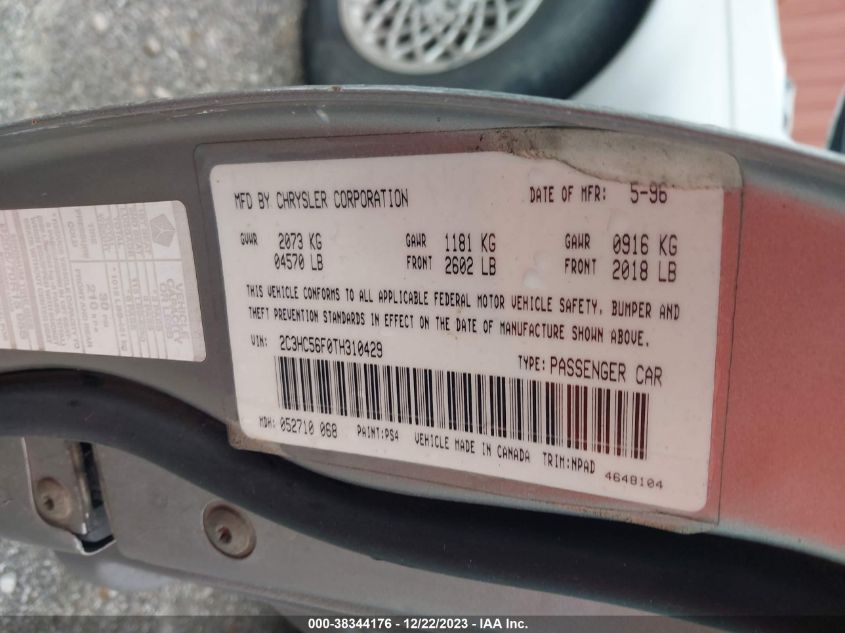 MFD BY CHRYSLER CORPORATION DATE OF MFR: 5-96
GVWR 2073 KG GAWR 1181 KG GAWR 0916 KG
04570 LB FRONT 2602 LB FRONT 2018 LB
THIS VEHICLE CONFORMS TO ALL APPLICABLE FEDERAL MOTOR VEHICLE SAFETY, BUMPER AND
THEFT PREVENTION STANDARDS IN EFFECT ON THE DATE OF MANUFACTURE SHOWN ABOVE.
VIN: 2C3HC56F0TH310429 TYPE: PASSENGER CAR
MDH: 052710 068 PAINT:PS4 VEHICLE MADE IN CANADA TRIM:NPAD
4648104
000-38344176 - 12/22/2023 - IAA Inc.